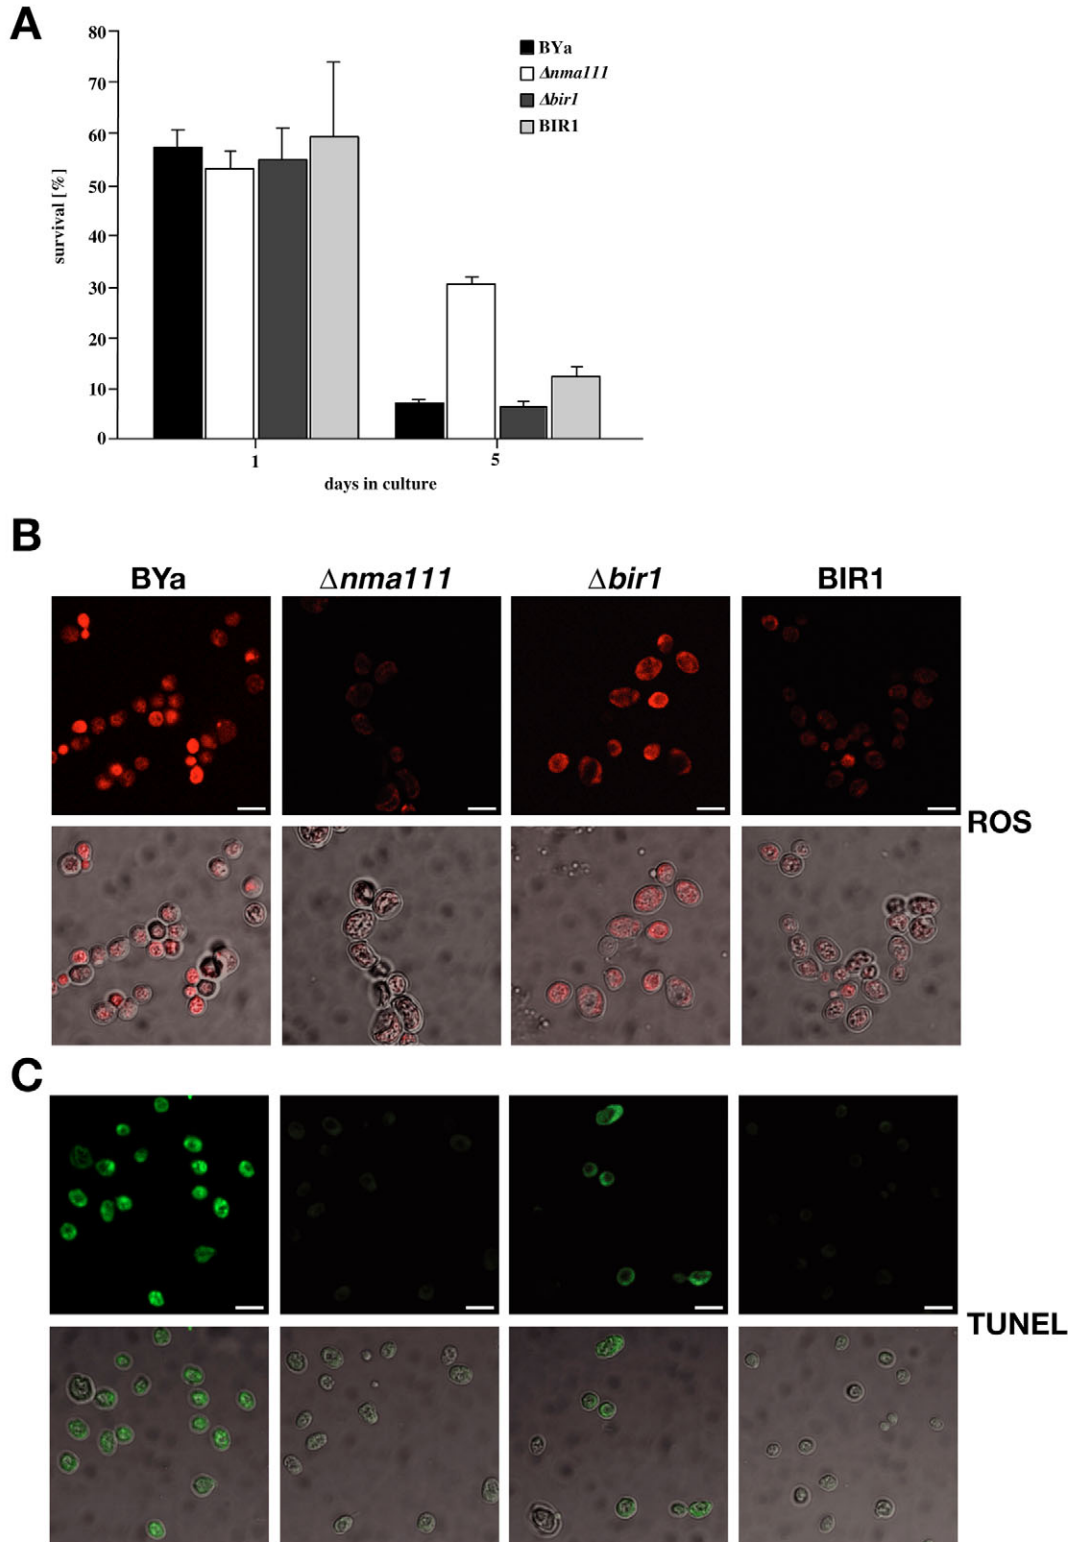 A
80
70
60
50
40
30
20
10
0
survival [%]
BYa
Δnma111
Δbir1
BIR1
1 5
days in culture
B
BYa Δnma111 Δbir1 BIR1
ROS
C
TUNEL